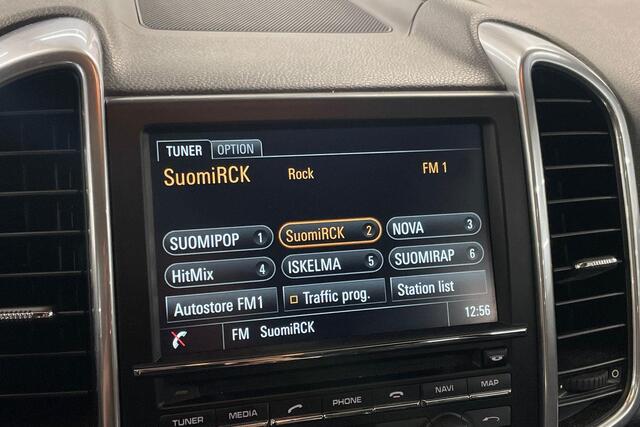 TUNER OPTION
SuomiRCK Rock FM 1
SUOMIPOP 1 SuomiRCK 2 NOVA 3
HitMix 4 ISKELMA 5 SUOMIRAP 6
Autostore FM1 Traffic prog. Station list
FM SuomiRCK 12:56
TUNER MEDIA PHONE NAVI MAP